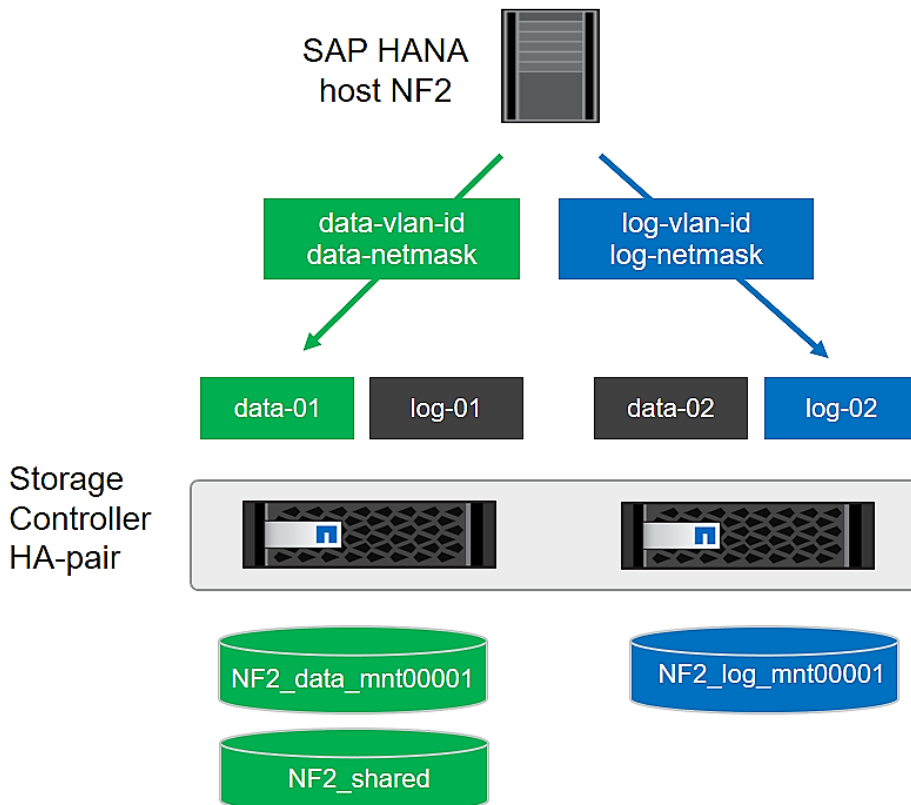 SAP HANA
host NF2
data-vlan-id
data-netmask
log-vlan-id
log-netmask
data-01
log-01
data-02
log-02
Storage
Controller
HA-pair
NF2_data_mnt00001
NF2_log_mnt00001
NF2_shared